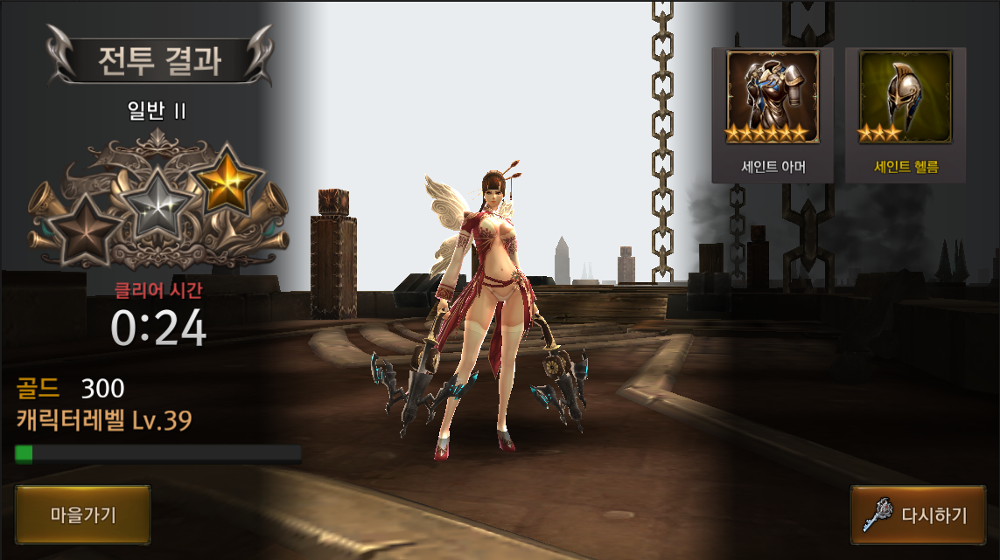 전투 결과
일반 II
세인트 아머
세인트 헬름
클리어 시간
0:24
골드 300
캐릭터레벨 Lv.39
마을가기
다시하기